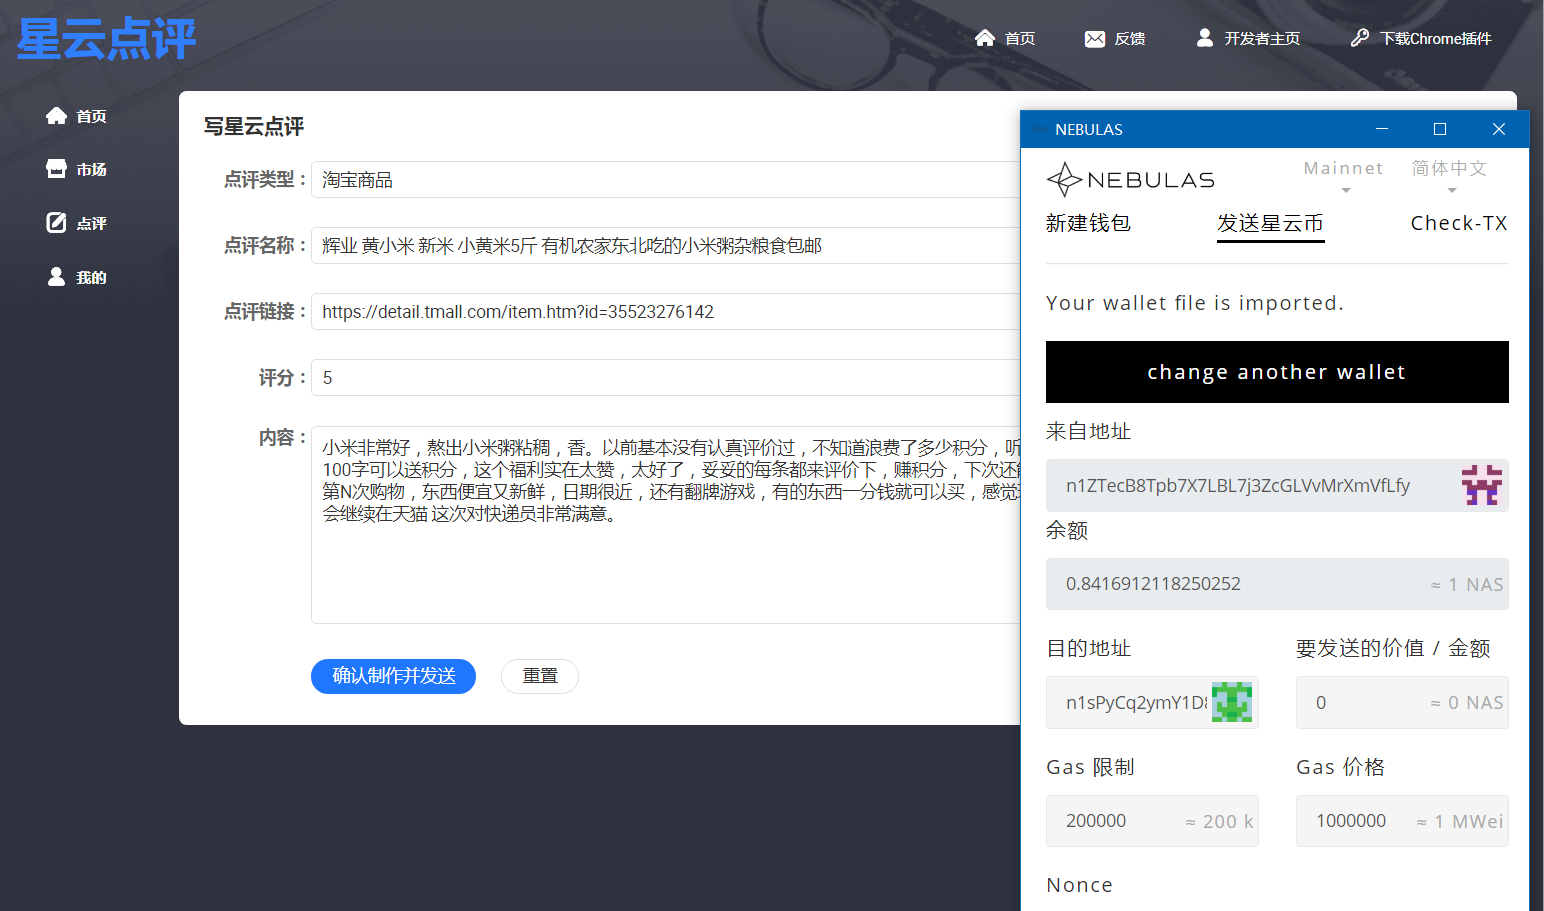 星云点评
首页
反馈
开发者主页
下载Chrome插件
首页
市场
点评
我的
写星云点评
点评类型：
淘宝商品
点评名称：
辉业 黄小米 新米 小黄米5斤 有机农家东北吃的小米粥杂粮食包邮
点评链接：
https://detail.tmall.com/item.htm?id=35523276142
评分：
5
内容：
小米非常好，熬出小米粥粘稠，香。以前基本没有认真评价过，不知道浪费了多少积分，听
100字可以送积分，这个福利实在太赞，太好了，妥妥的每条都来评价下，赚积分，下次还
第N次购物，东西便宜又新鲜，日期很近，还有翻牌游戏，有的东西一分钱就可以买，感觉
会继续在天猫 这次对快递员非常满意。
确认制作并发送
重置
NEBULAS
NEBULAS
Mainnet
简体中文
新建钱包
发送星云币
Check-TX
Your wallet file is imported.
change another wallet
来自地址
n1ZTecB8Tpb7X7LBL7j3ZcGLVvMrXmVfLfy
余额
0.8416912118250252
≈ 1 NAS
目的地址
要发送的价值 / 金额
n1sPyCq2ymY1D
0
≈ 0 NAS
Gas 限制
Gas 价格
200000
≈ 200 k
1000000
≈ 1 MWei
Nonce